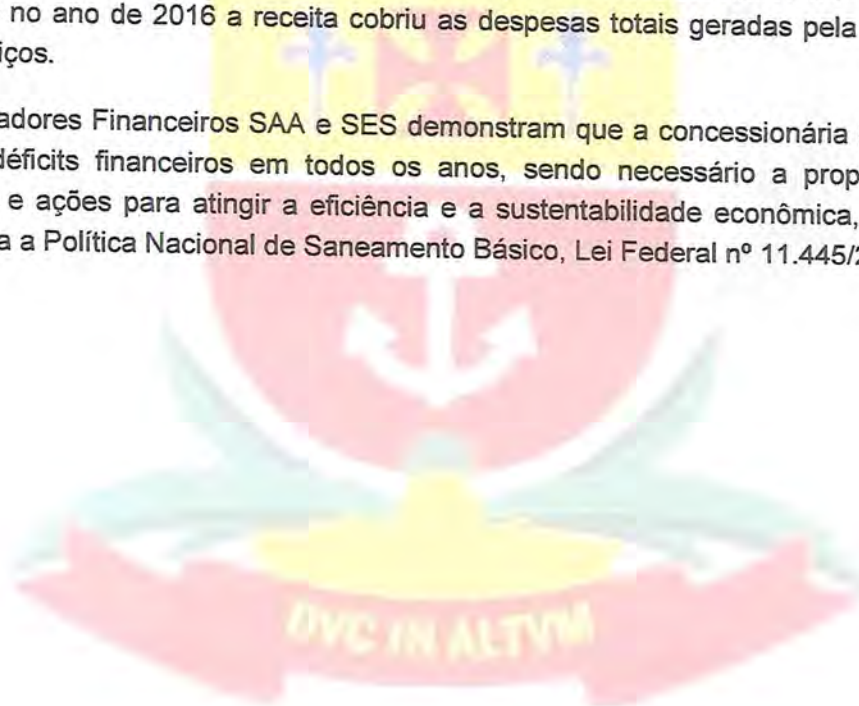 no ano de 2016 a receita cobriu as despesas totais geradas pela
iços.
adores Financeiros SAA e SES demonstram que a concessionária
déficits financeiros em todos os anos, sendo necessário a prop
e ações para atingir a eficiência e a sustentabilidade econômica,
a a Política Nacional de Saneamento Básico, Lei Federal nº 11.445/2
DVC IN ALTVM